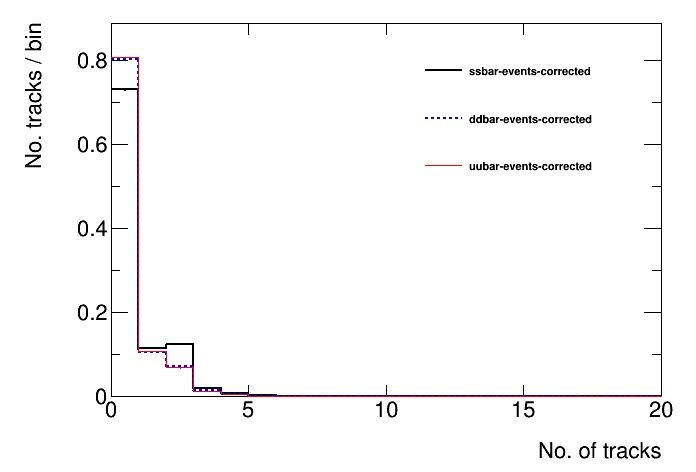 No. tracks / bin
0.8
0.6
0.4
0.2
0
ssbar-events-corrected
ddbar-events-corrected
uubar-events-corrected
0 5 10 15 20
No. of tracks